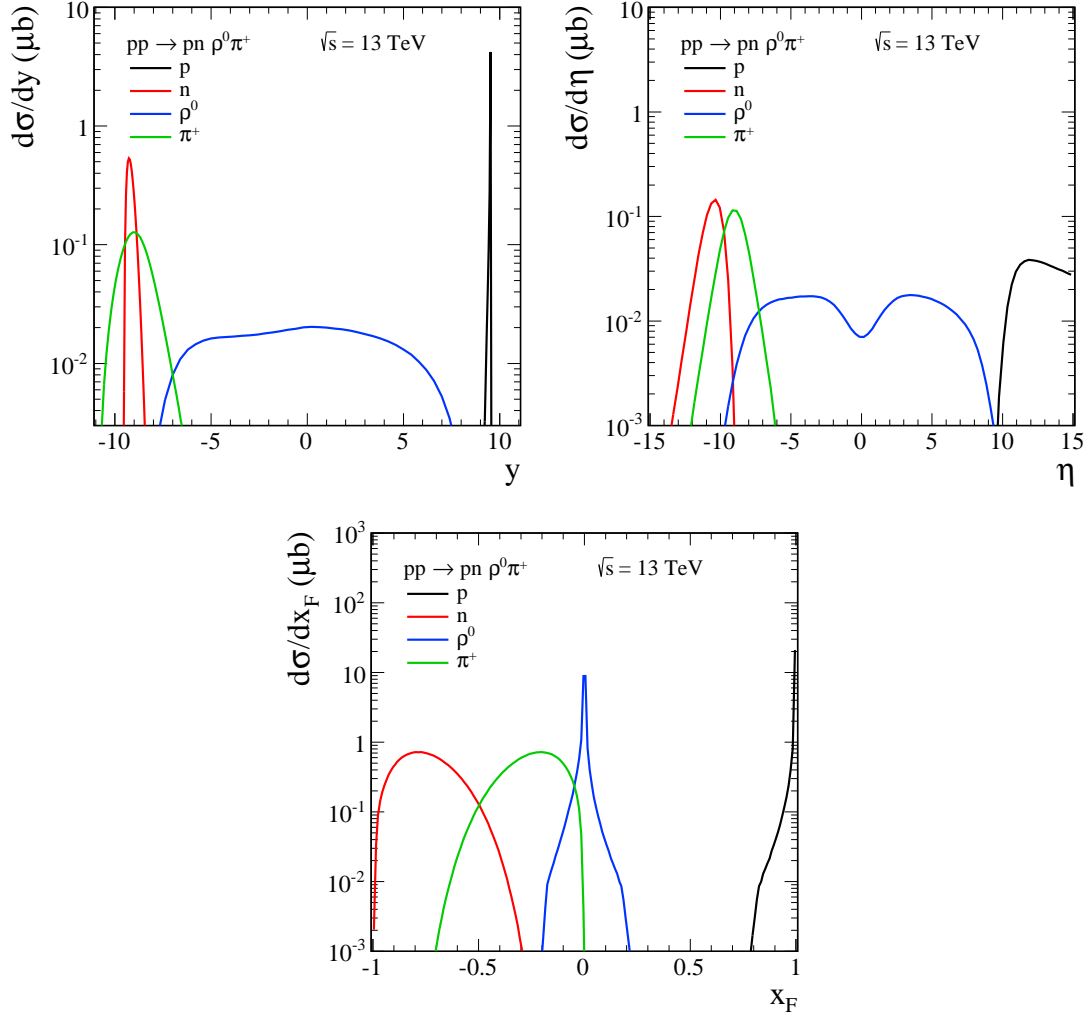 dσ/dy (μb)
pp → pn ρ⁰π⁺ √s = 13 TeV
p
n
ρ⁰
π⁺
10
1
10⁻¹
10⁻²
-10 -5 0 5 10
y
dσ/dη (μb)
pp → pn ρ⁰π⁺ √s = 13 TeV
p
n
ρ⁰
π⁺
10
1
10⁻¹
10⁻²
10⁻³
-15 -10 -5 0 5 10 15
η
dσ/dx_F (μb)
pp → pn ρ⁰π⁺ √s = 13 TeV
p
n
ρ⁰
π⁺
10³
10²
10
1
10⁻¹
10⁻²
10⁻³
-1 -0.5 0 0.5 1
x_F